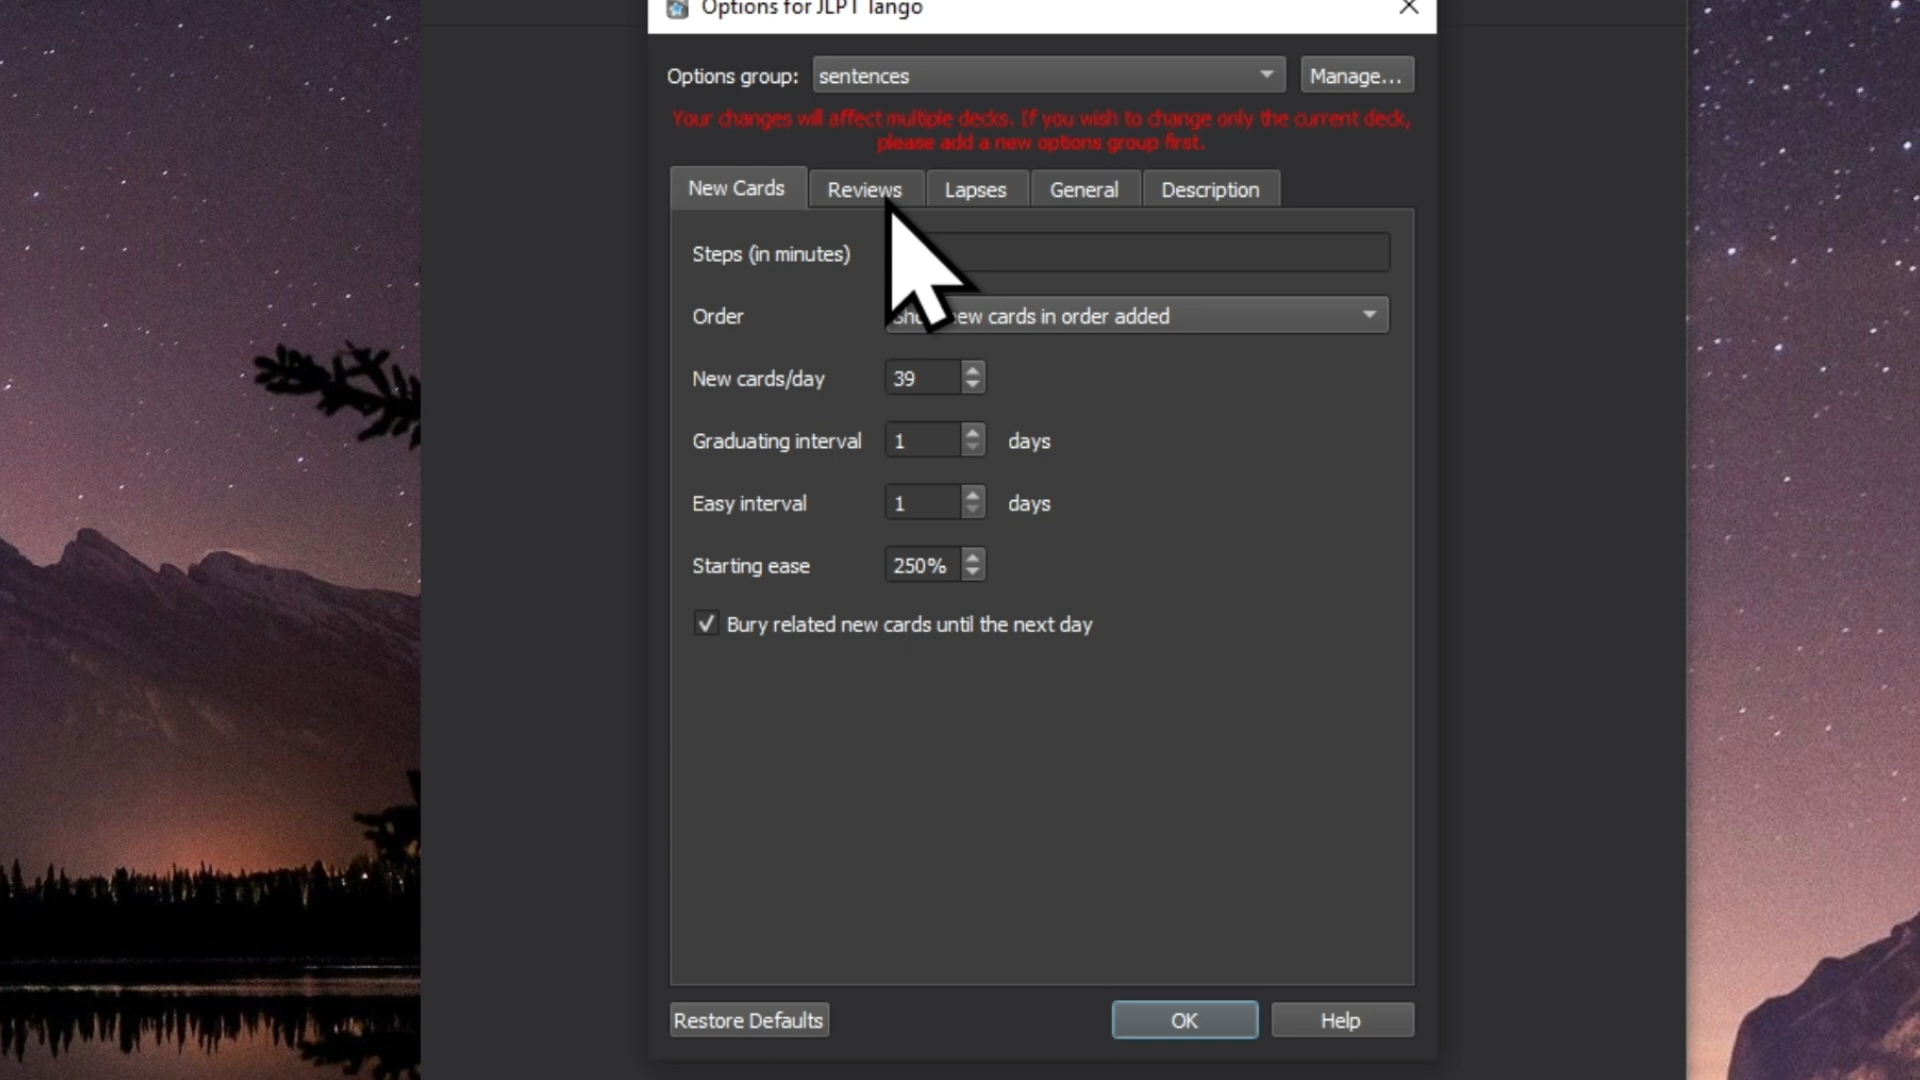 Options for JLPT Tango
Options group: sentences Manage...
Your changes will affect multiple decks. If you wish to change only the current deck,
please add a new options group first.
New Cards Reviews Lapses General Description
Steps (in minutes)
Order new cards in order added
New cards/day 39
Graduating interval 1 days
Easy interval 1 days
Starting ease 250%
Bury related new cards until the next day
Restore Defaults OK Help